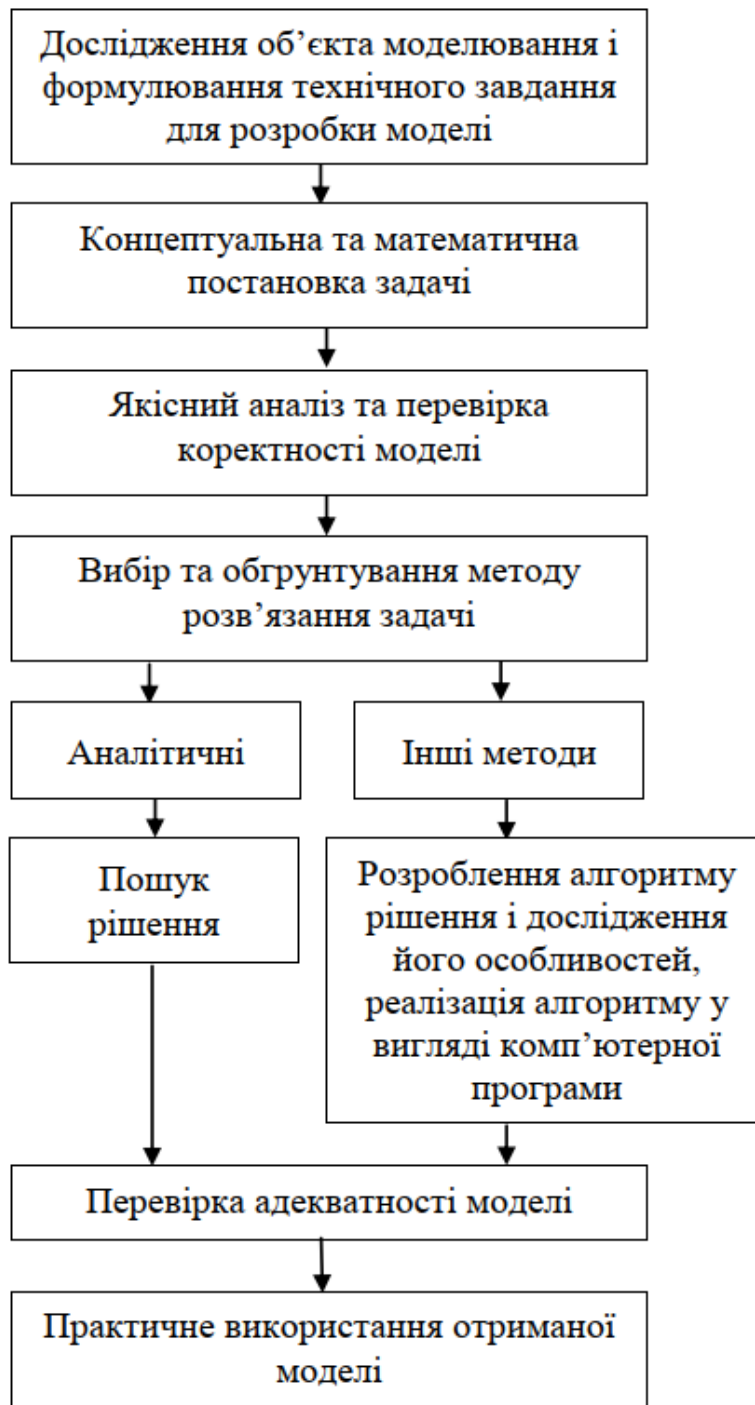 Дослідження об’єкта моделювання і
формулювання технічного завдання
для розробки моделі
Концептуальна та математична
постановка задачі
Якісний аналіз та перевірка
коректності моделі
Вибір та обгрунтування методу
розв’язання задачі
Аналітичні
Інші методи
Пошук
рішення
Розроблення алгоритму
рішення і дослідження
його особливостей,
реалізація алгоритму у
вигляді комп’ютерної
програми
Перевірка адекватності моделі
Практичне використання отриманої
моделі